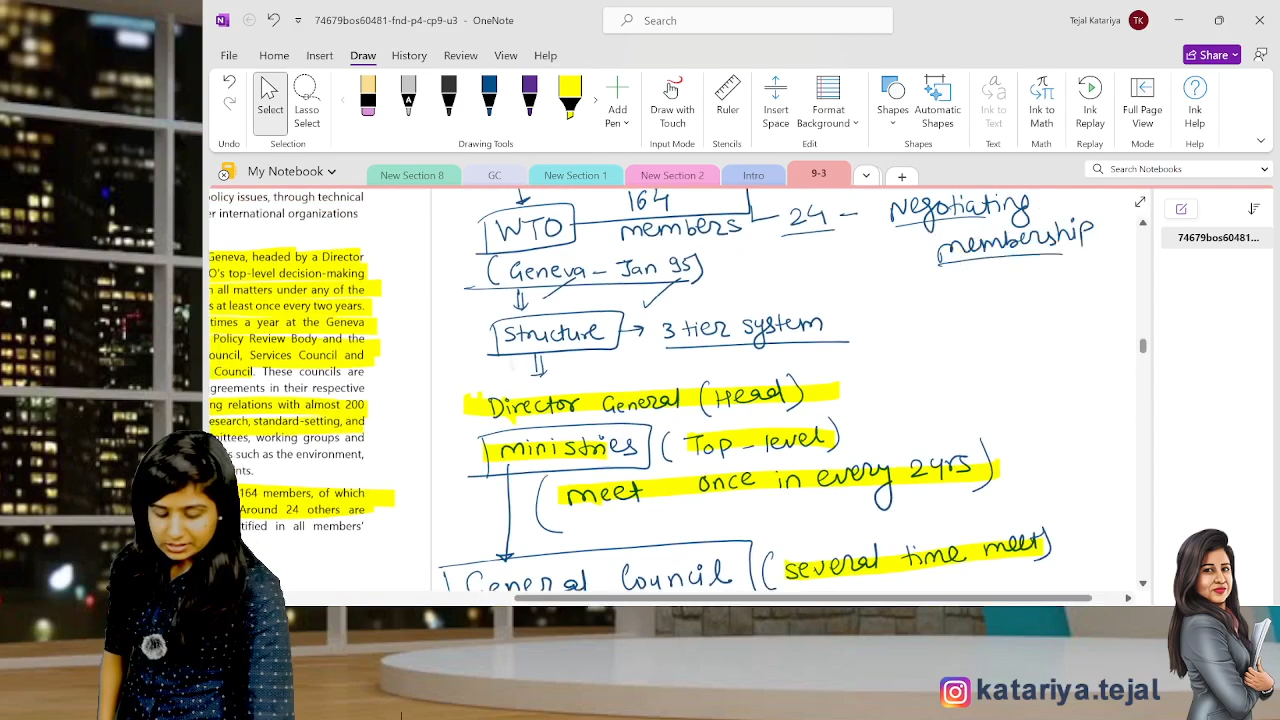 74679bos60481-fnd-p4-cp9-u3 - OneNote
Search
Tejal Katariya
TK
File
Home
Insert
Draw
History
Review
View
Help
Share
Undo
Select
Lasso Select
Selection
Drawing Tools
Add Pen
Draw with Touch
Input Mode
Ruler
Stencils
Insert Space
Format Background
Edit
Shapes
Automatic Shapes
Shapes
Ink to Text
Ink to Math
Math
Ink Replay
Replay
Full Page View
View
Ink Help
Help
My Notebook
New Section 8
GC
New Section 1
New Section 2
Intro
9-3
Search Notebooks
74679bos60481...
olicy issues, through technical
er international organizations
Geneva, headed by a Director
O's top-level decision-making
n all matters under any of the
s at least once every two years.
times a year at the Geneva
Policy Review Body and the
ouncil, Services Council and
Council. These councils are
greements in their respective
ng relations with almost 200
esearch; standard-setting, and
mittees, working groups and
s such as the environment,
nts.
164 members, of which
Around 24 others are
tified in all members'
WTO
164
members
24 - Negotiating
membership
(Geneva - Jan 95)
Structure → 3 tier system
Director General (Head)
ministries (Top-level)
(meet once in every 2yrs)
General Council (several time meet)
katariya.tejal